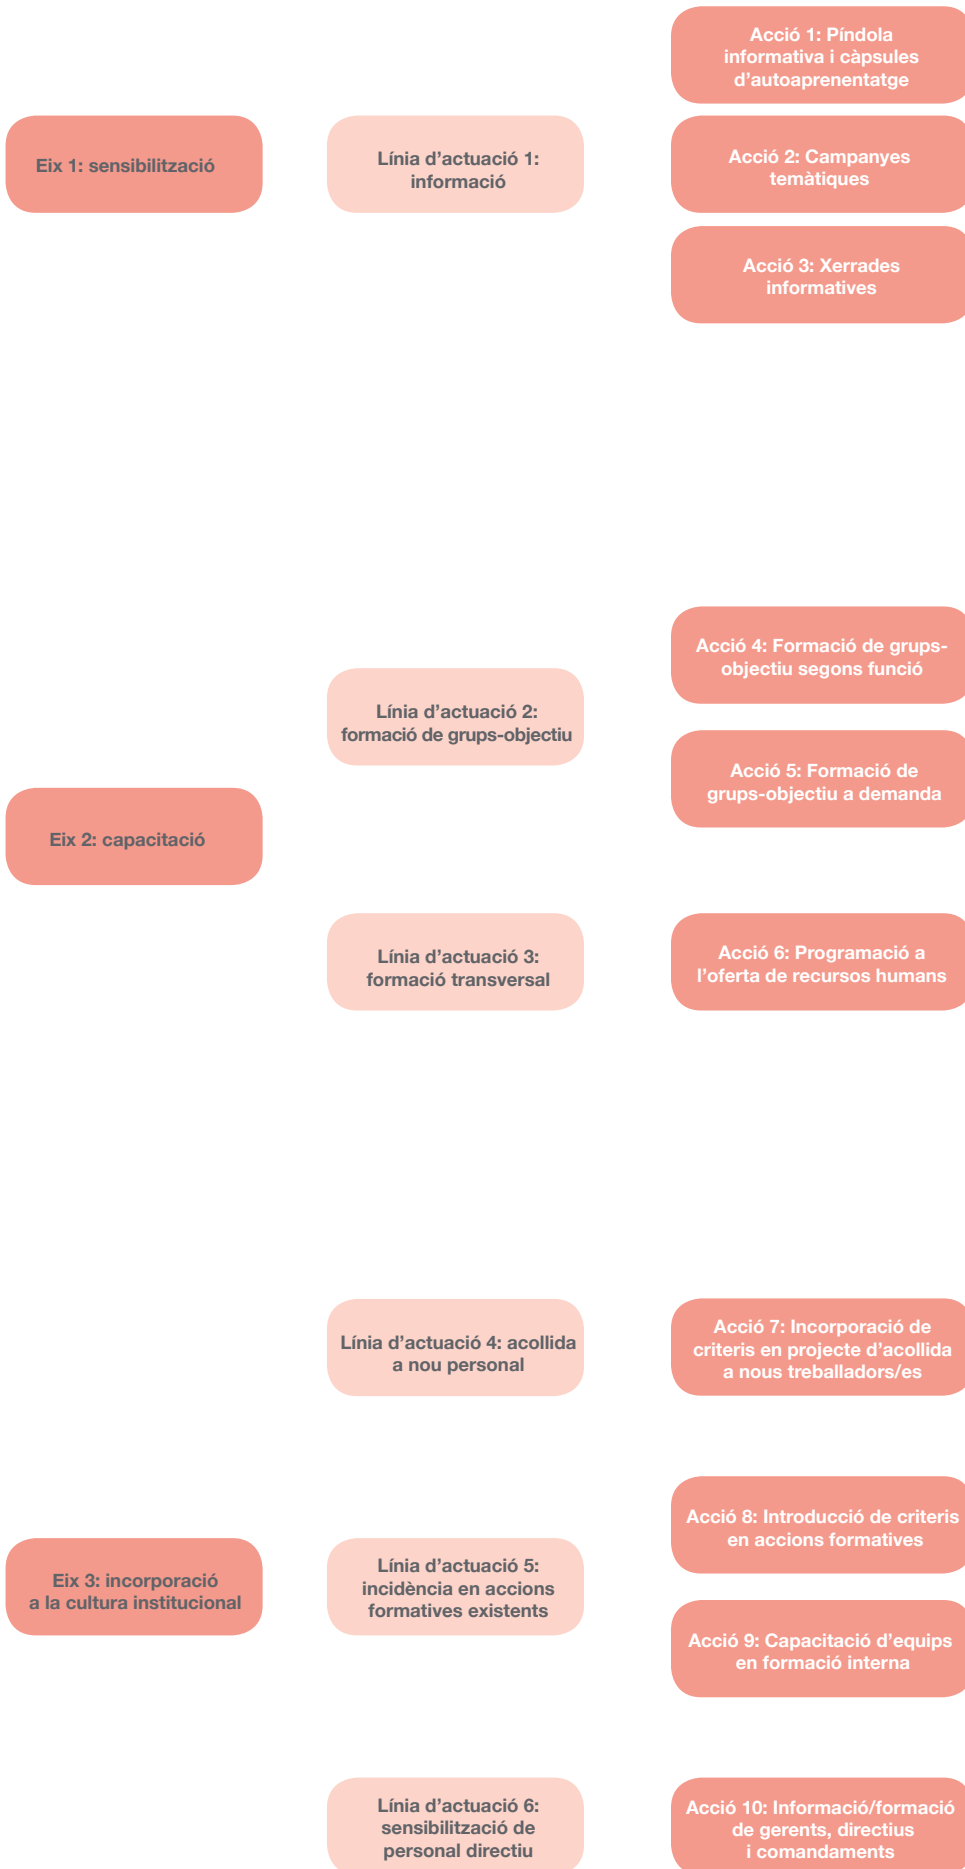 Eix 1: sensibilització
Línia d’actuació 1:
informació
Acció 1: Píndola
informativa i càpsules
d’autoaprenentatge
Acció 2: Campanyes
temàtiques
Acció 3: Xerrades
informatives
Eix 2: capacitació
Línia d’actuació 2:
formació de grups-objectiu
Acció 4: Formació de grups-
objectiu segons funció
Acció 5: Formació de
grups-objectiu a demanda
Línia d’actuació 3:
formació transversal
Acció 6: Programació a
l’oferta de recursos humans
Eix 3: incorporació
a la cultura institucional
Línia d’actuació 4: acollida
a nou personal
Acció 7: Incorporació de
criteris en projecte d’acollida
a nous treballadors/es
Línia d’actuació 5:
incidència en accions
formatives existents
Acció 8: Introducció de criteris
en accions formatives
Acció 9: Capacitació d’equips
en formació interna
Línia d’actuació 6:
sensibilització de
personal directiu
Acció 10: Informació/formació
de gerents, directius
i comandaments